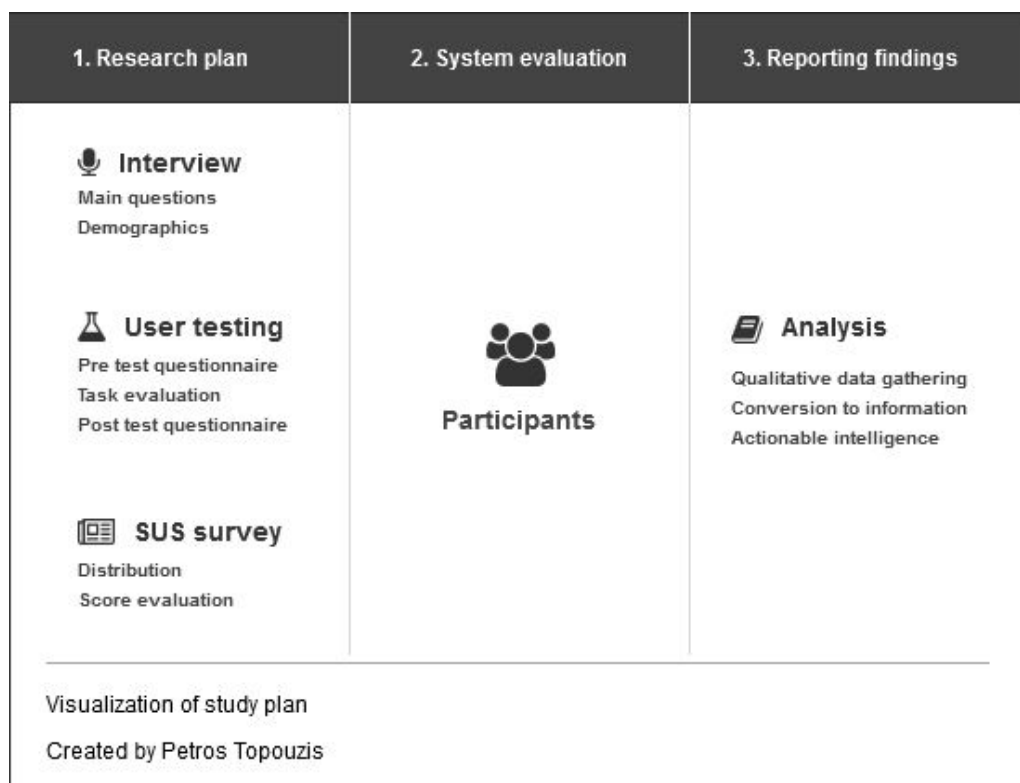 1. Research plan
2. System evaluation
3. Reporting findings
Interview
Main questions
Demographics
User testing
Pre test questionnaire
Task evaluation
Post test questionnaire
SUS survey
Distribution
Score evaluation
Participants
Analysis
Qualitative data gathering
Conversion to information
Actionable intelligence
Visualization of study plan
Created by Petros Topouzis